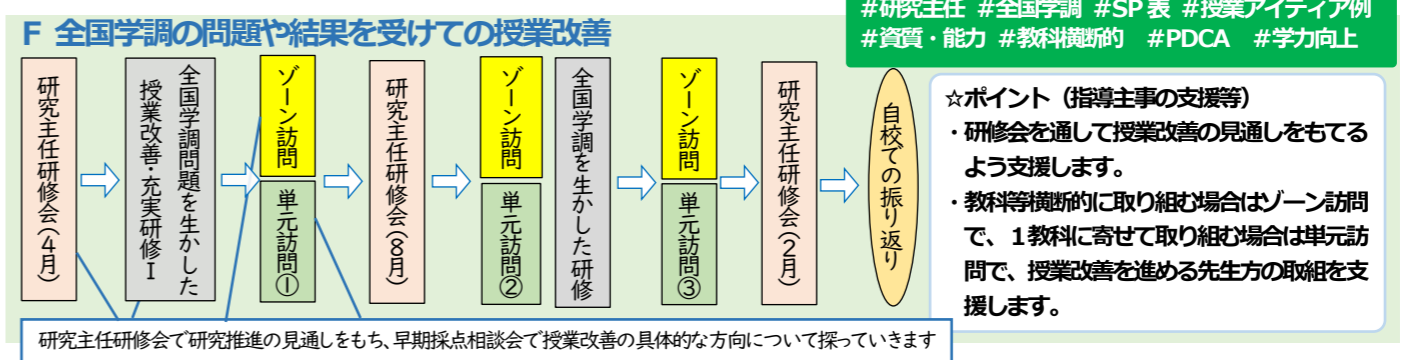 #研究主任 #全国学調 #SP表 #授業アイディア例
#資質・能力 #教科横断的 #PDCA #学力向上
F 全国学調の問題や結果を受けての授業改善
研究主任研修会(4月)
全国学調問題を生かした
授業改善・充実研修Ⅰ
ゾーン訪問
単元訪問①
研究主任研修会(8月)
ゾーン訪問
単元訪問②
全国学調を生かした研修
ゾーン訪問
単元訪問③
研究主任研修会(2月)
自校での振り返り
☆ポイント（指導主事の支援等）
・研修会を通して授業改善の見通しをもてる
よう支援します。
・教科等横断的に取り組む場合はゾーン訪問
で、１教科に寄せて取り組む場合は単元訪
問で、授業改善を進める先生方の取組を支
援します。
研究主任研修会で研究推進の見通しをもち、早期採点相談会で授業改善の具体的な方向について探っていきます